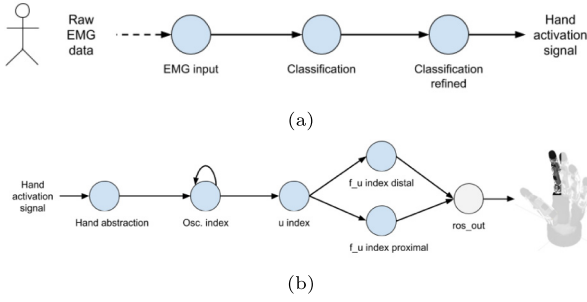 Raw
EMG
data
EMG input
Classification
Classification
refined
Hand
activation
signal
(a)
Hand
activation
signal
Hand abstraction
Osc. index
u index
f_u index distal
f_u index proximal
ros_out
(b)